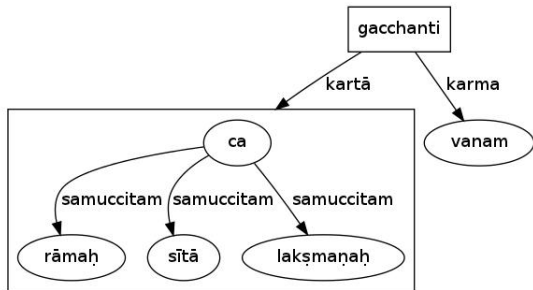 gacchanti
kartā karma
ca vanam
samuccitam samuccitam samuccitam
rāmaḥ sītā lakṣmaṇaḥ